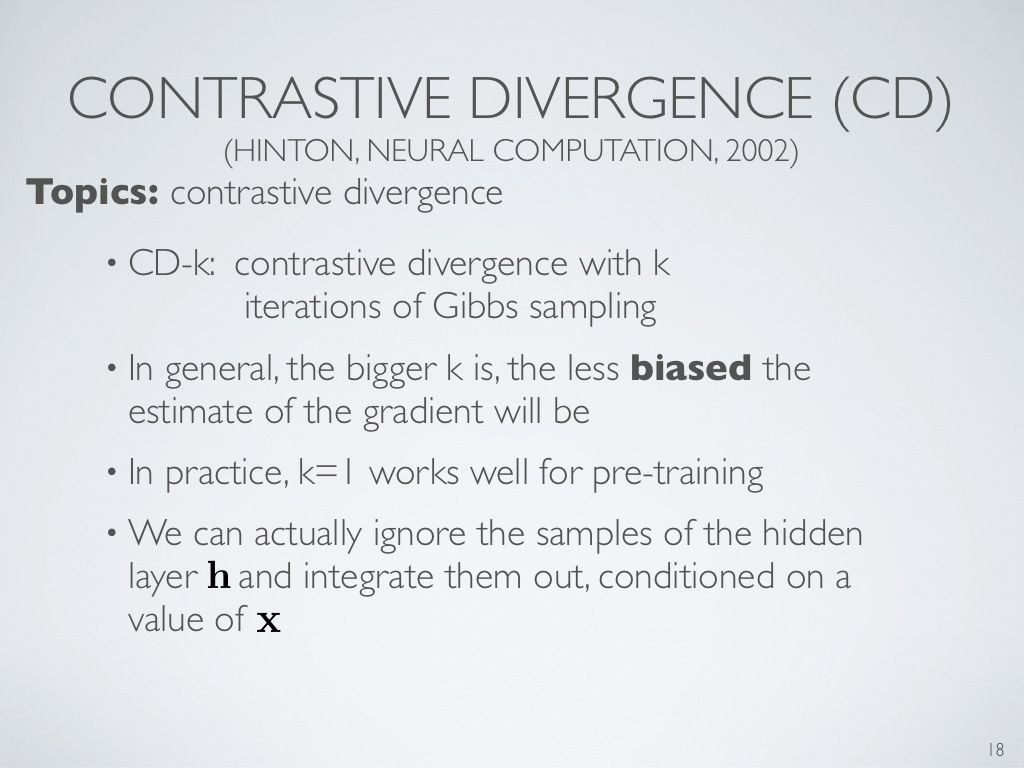 CONTRASTIVE DIVERGENCE (CD)
(HINTON, NEURAL COMPUTATION, 2002)
Topics: contrastive divergence
• CD-k: contrastive divergence with k
iterations of Gibbs sampling
• In general, the bigger k is, the less biased the
estimate of the gradient will be
• In practice, k=1 works well for pre-training
• We can actually ignore the samples of the hidden
layer h and integrate them out, conditioned on a
value of x
18